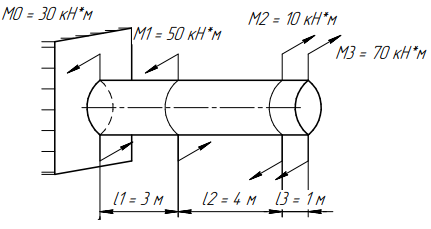 M0 = 30 кН*м
M1 = 50 кН*м
M2 = 10 кН*м
M3 = 70 кН*м
l1 = 3 м
l2 = 4 м
l3 = 1 м